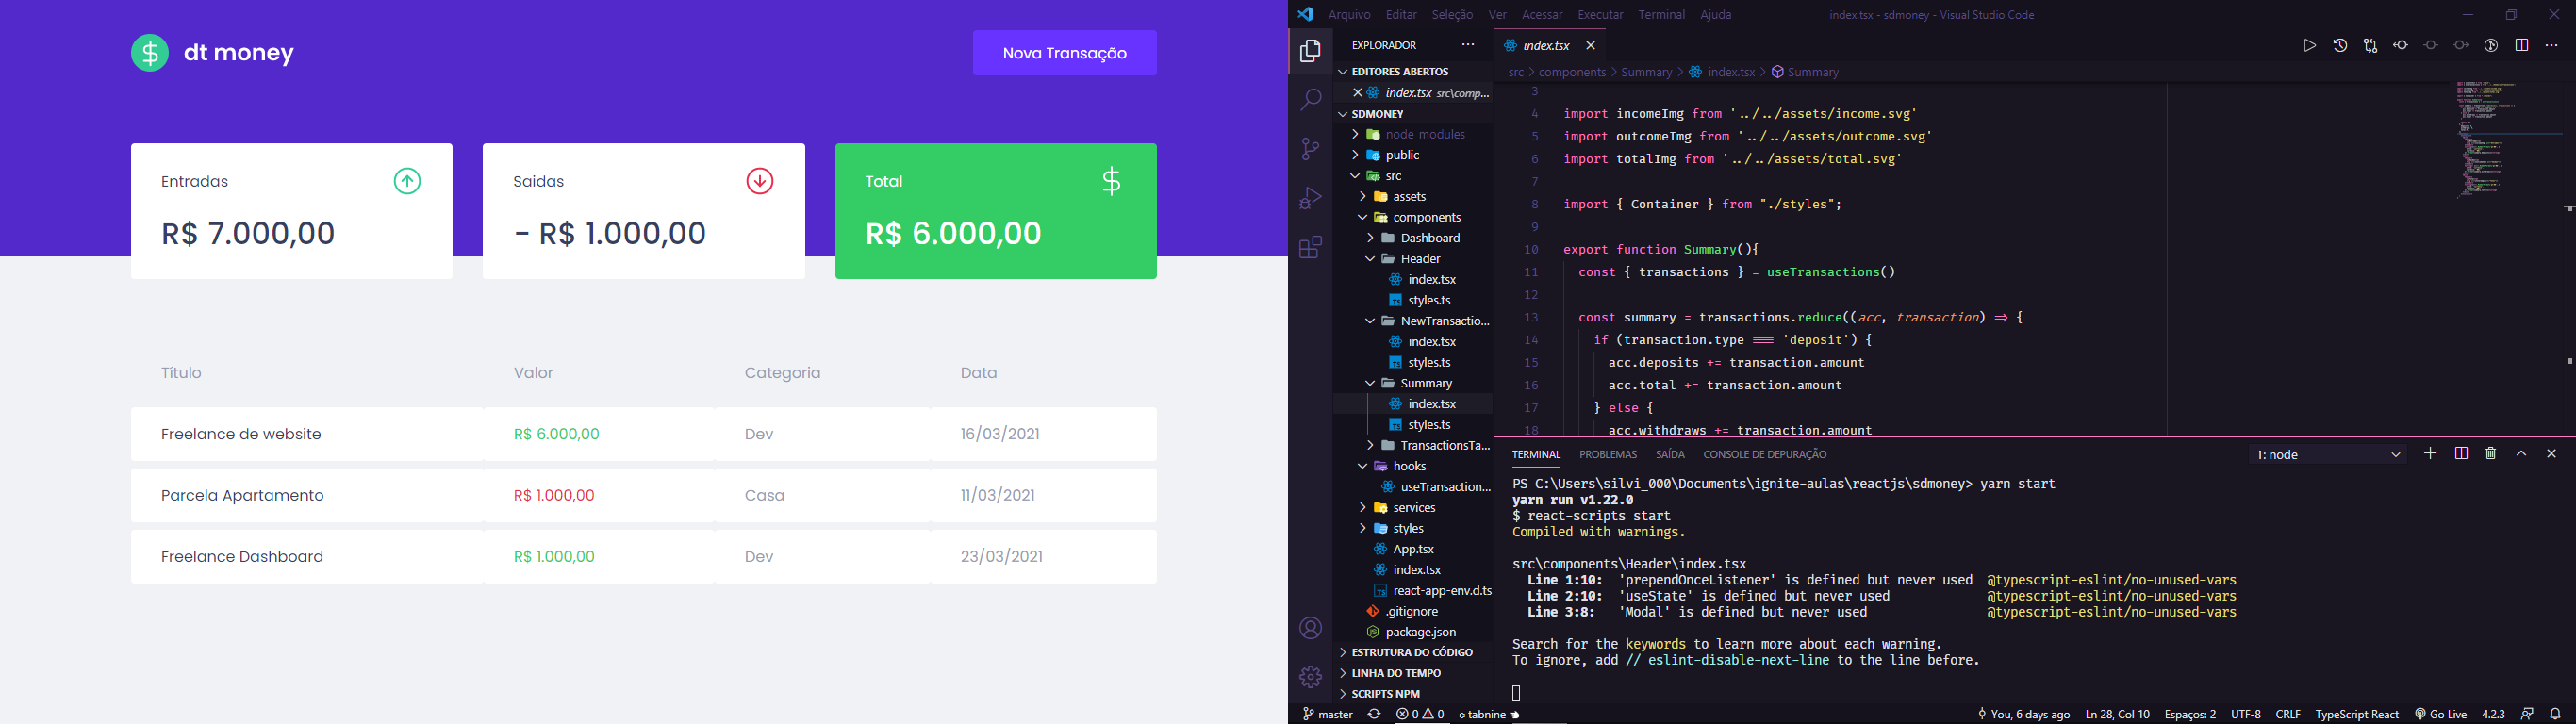 dt money
Nova Transação
Entradas
R$ 7.000,00
Saidas
- R$ 1.000,00
Total
R$ 6.000,00
Título Valor Categoria Data
Freelance de website R$ 6.000,00 Dev 16/03/2021
Parcela Apartamento R$ 1.000,00 Casa 11/03/2021
Freelance Dashboard R$ 1.000,00 Dev 23/03/2021
Arquivo Editar Seleção Ver Acessar Executar Terminal Ajuda index.tsx - sdmoney - Visual Studio Code
EXPLORADOR ...
EDITORES ABERTOS
index.tsx src\comp...
SDMONEY
node_modules
public
src
assets
components
Dashboard
Header
index.tsx
styles.ts
NewTransactio...
index.tsx
styles.ts
Summary
index.tsx
styles.ts
TransactionsTa...
hooks
useTransaction...
services
styles
App.tsx
index.tsx
react-app-env.d.ts
.gitignore
package.json
ESTRUTURA DO CÓDIGO
LINHA DO TEMPO
SCRIPTS NPM
index.tsx
src > components > Summary > index.tsx > Summary
3
4 import incomeImg from '../../assets/income.svg'
5 import outcomeImg from '../../assets/outcome.svg'
6 import totalImg from '../../assets/total.svg'
7
8 import { Container } from "./styles";
9
10 export function Summary(){
11 const { transactions } = useTransactions()
12
13 const summary = transactions.reduce((acc, transaction) => {
14 if (transaction.type === 'deposit') {
15 acc.deposits += transaction.amount
16 acc.total += transaction.amount
17 } else {
18 acc.withdraws += transaction.amount
TERMINAL PROBLEMAS SAÍDA CONSOLE DE DEPURAÇÃO 1: node
PS C:\Users\silvi_000\Documents\ignite-aulas\reactjs\sdmoney> yarn start
yarn run v1.22.0
$ react-scripts start
Compiled with warnings.
src\components\Header\index.tsx
Line 1:10: 'prependOnceListener' is defined but never used @typescript-eslint/no-unused-vars
Line 2:10: 'useState' is defined but never used @typescript-eslint/no-unused-vars
Line 3:8: 'Modal' is defined but never used @typescript-eslint/no-unused-vars
Search for the keywords to learn more about each warning.
To ignore, add // eslint-disable-next-line to the line before.
master 0 0 tabnine You, 6 days ago Ln 28, Col 10 Espaços: 2 UTF-8 CRLF TypeScript React Go Live 4.2.3